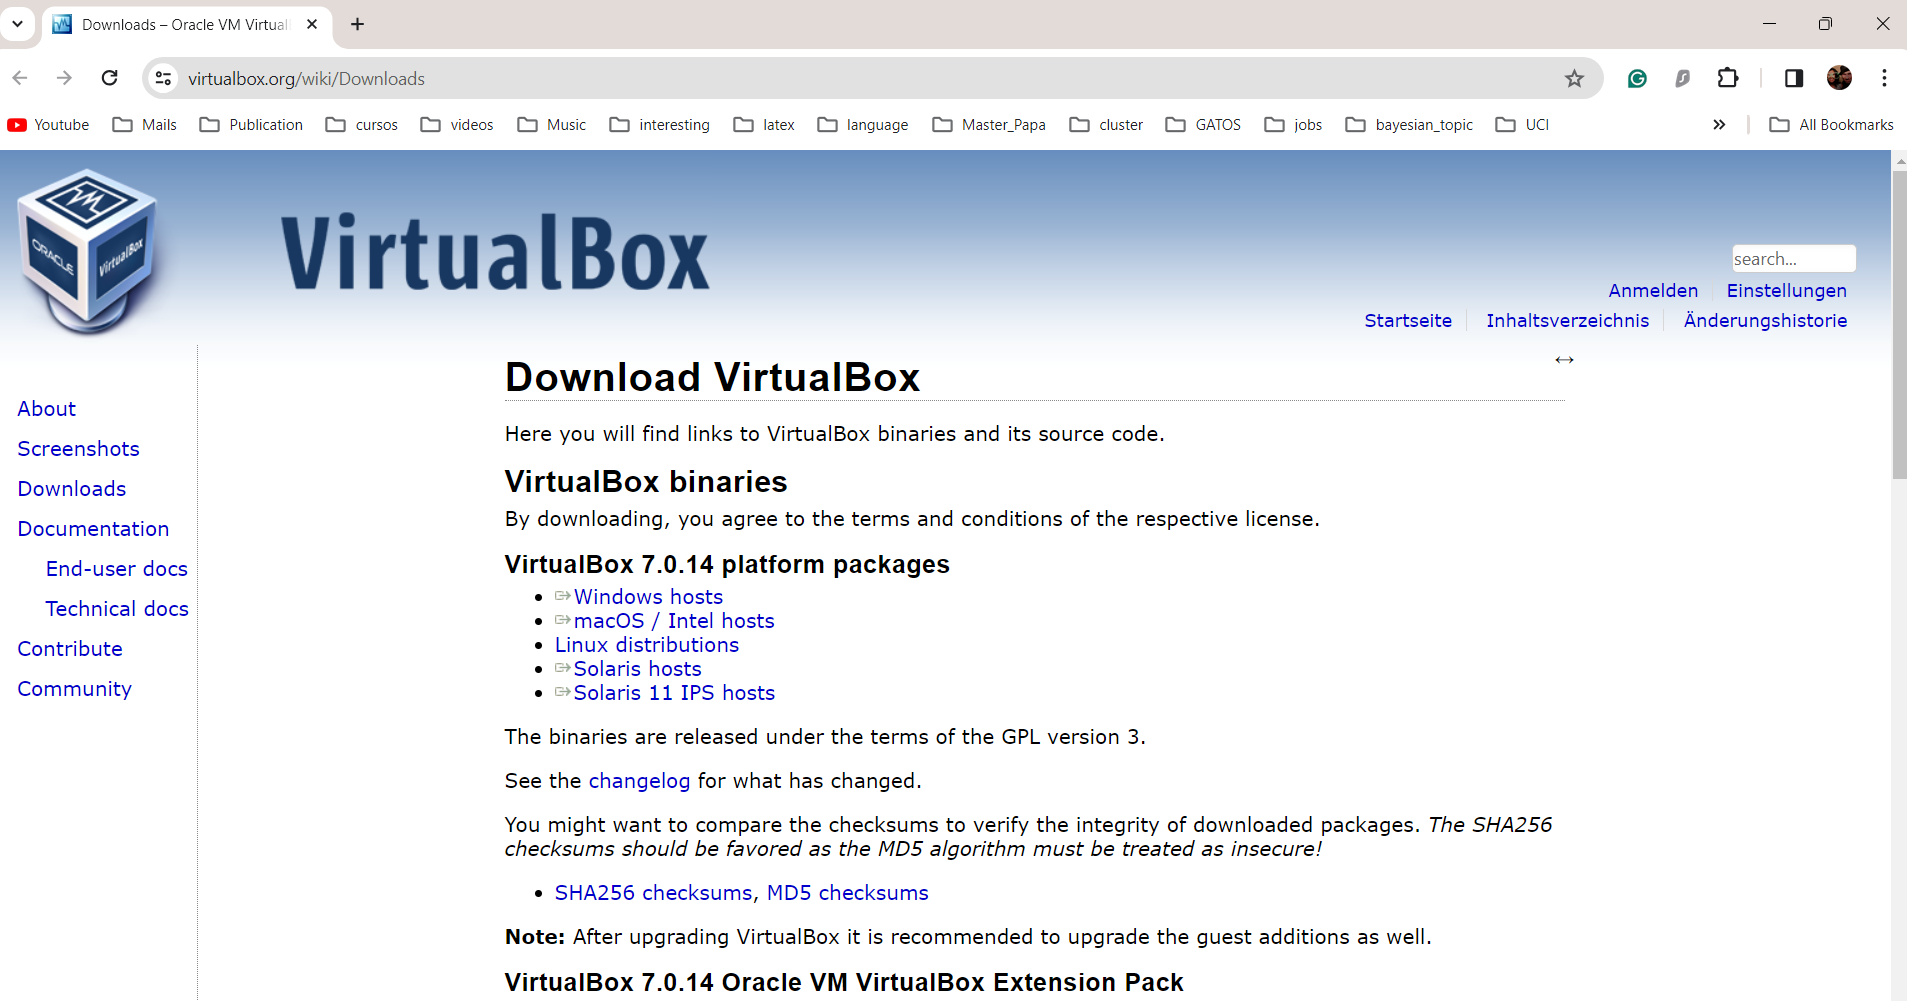 Downloads – Oracle VM Virtual
virtualbox.org/wiki/Downloads
Youtube Mails Publication cursos videos Music interesting latex language Master_Papa cluster GATOS jobs bayesian_topic UCI All Bookmarks
ORACLE VirtualBox
VirtualBox
search...
Anmelden Einstellungen
Startseite Inhaltsverzeichnis Änderungshistorie
About
Screenshots
Downloads
Documentation
End-user docs
Technical docs
Contribute
Community
Download VirtualBox
Here you will find links to VirtualBox binaries and its source code.
VirtualBox binaries
By downloading, you agree to the terms and conditions of the respective license.
VirtualBox 7.0.14 platform packages
Windows hosts
macOS / Intel hosts
Linux distributions
Solaris hosts
Solaris 11 IPS hosts
The binaries are released under the terms of the GPL version 3.
See the changelog for what has changed.
You might want to compare the checksums to verify the integrity of downloaded packages. The SHA256
checksums should be favored as the MD5 algorithm must be treated as insecure!
SHA256 checksums, MD5 checksums
Note: After upgrading VirtualBox it is recommended to upgrade the guest additions as well.
VirtualBox 7.0.14 Oracle VM VirtualBox Extension Pack